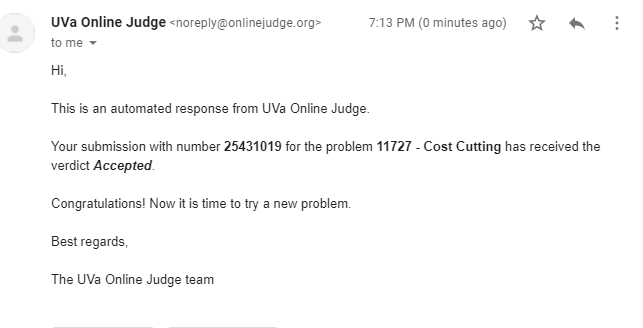 UVa Online Judge <noreply@onlinejudge.org> 7:13 PM (0 minutes ago)
to me
Hi,
This is an automated response from UVa Online Judge.
Your submission with number 25431019 for the problem 11727 - Cost Cutting has received the
verdict Accepted.
Congratulations! Now it is time to try a new problem.
Best regards,
The UVa Online Judge team